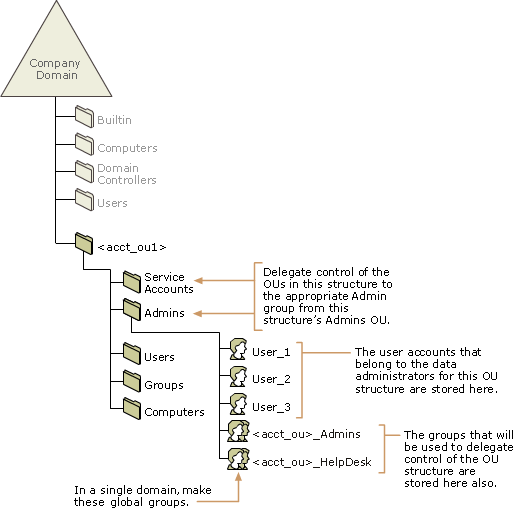 Company
Domain
Builtin
Computers
Domain
Controllers
Users
<acct_ou1>
Service
Accounts
Delegate control of the
OUs in this structure to
the appropriate Admin
group from this
structure's Admins OU.
Admins
User_1
Users
The user accounts that
belong to the data
administrators for this OU
structure are stored here.
User_2
Groups
User_3
Computers
<acct_ou>_Admins
The groups that will
be used to delegate
control of the OU
structure are
stored here also.
<acct_ou>_HelpDesk
In a single domain, make
these global groups.